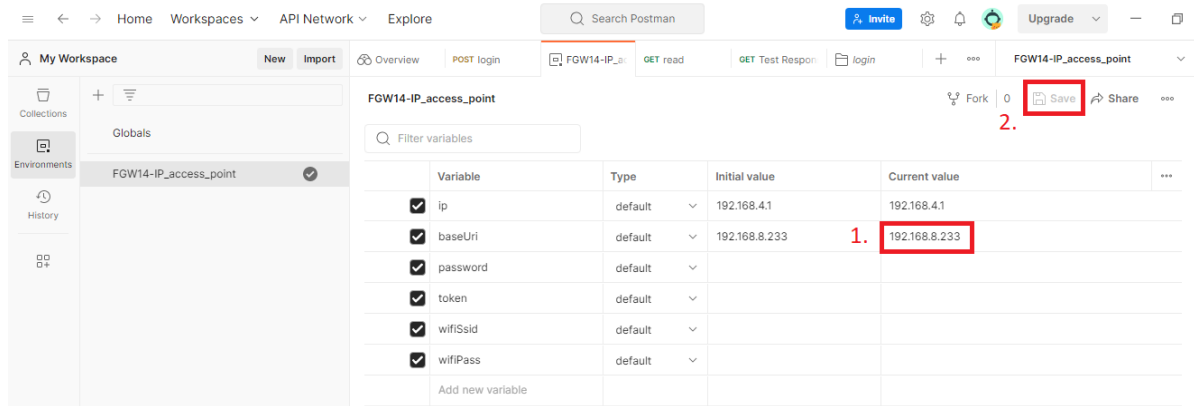 Home Workspaces API Network Explore Search Postman Invite Upgrade
My Workspace New Import Overview POST login FGW14-IP_a GET read GET Test Respon login FGW14-IP_access_point
Collections
Environments
History
Globals
FGW14-IP_access_point
FGW14-IP_access_point Fork 0 Save Share
2.
Filter variables
Variable Type Initial value Current value
ip default 192.168.4.1 192.168.4.1
baseUri default 192.168.8.233 1. 192.168.8.233
password default
token default
wifiSsid default
wifiPass default
Add new variable